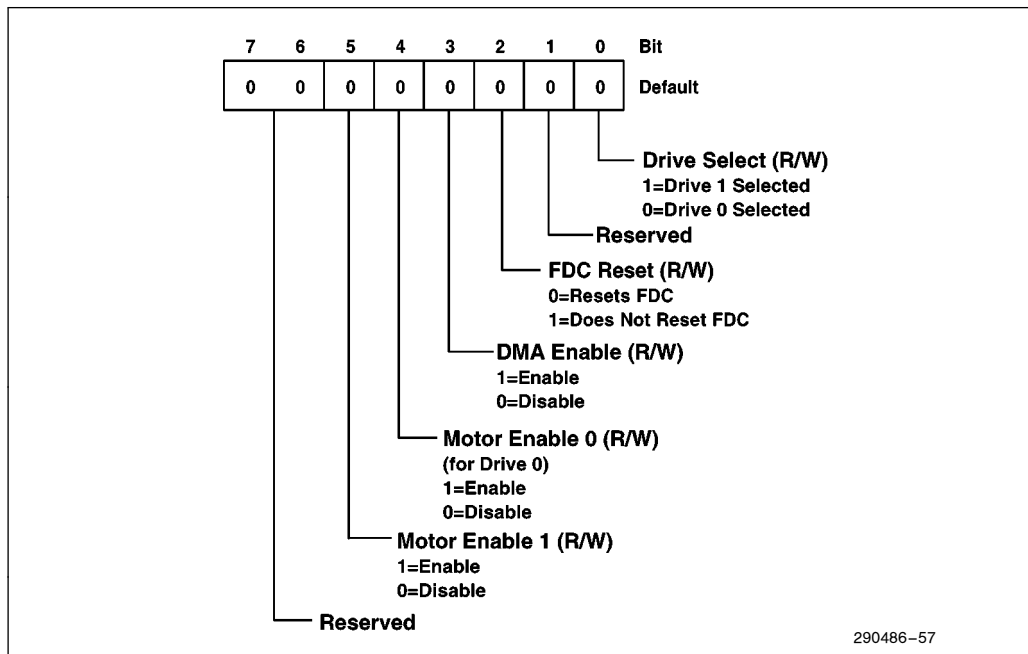 7 6 5 4 3 2 1 0 Bit
0 0 0 0 0 0 0 0 Default
Drive Select (R/W)
1=Drive 1 Selected
0=Drive 0 Selected
Reserved
FDC Reset (R/W)
0=Resets FDC
1=Does Not Reset FDC
DMA Enable (R/W)
1=Enable
0=Disable
Motor Enable 0 (R/W)
(for Drive 0)
1=Enable
0=Disable
Motor Enable 1 (R/W)
1=Enable
0=Disable
Reserved
290486–57